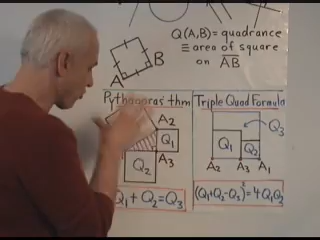 Q(A,B)= quadrance
≡ area of square
on AB
A B
Pythagoras' thm
A₂
Q₁
A₃
Q₂
Q₁ + Q₂ = Q₃
Triple Quad Formula
Q₃
Q₁
Q₂
A₂ A₃ A₁
(Q₁+Q₂-Q₃)² = 4Q₁Q₂